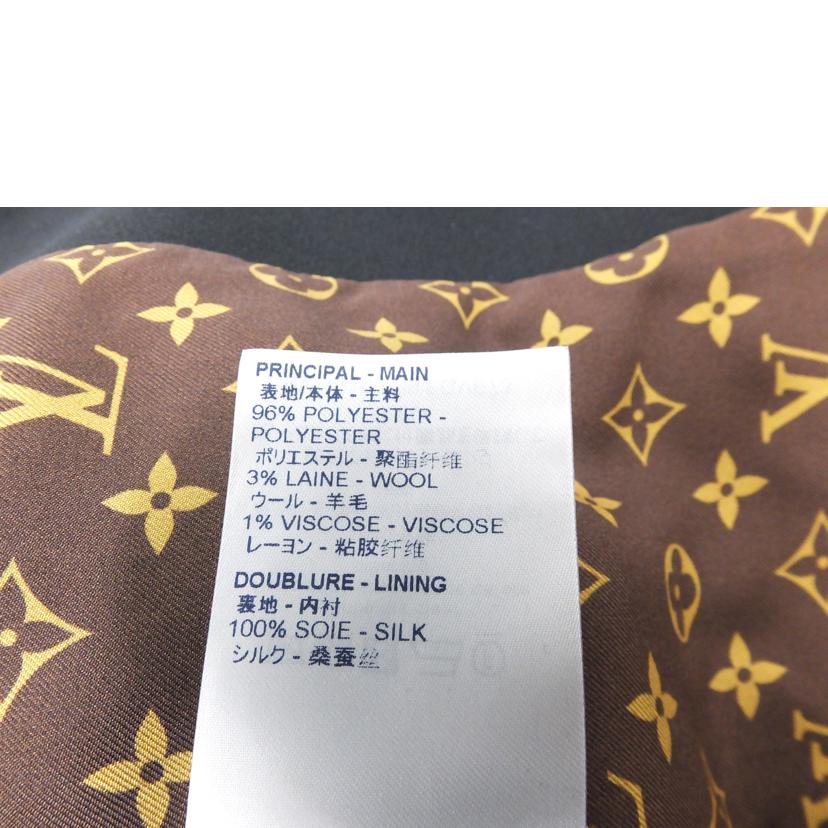 PRINCIPAL - MAIN
表地/本体 - 主料
96% POLYESTER -
POLYESTER
ポリエステル - 聚酯纤维
3% LAINE - WOOL
ウール - 羊毛
1% VISCOSE - VISCOSE
レーヨン - 粘胶纤维
DOUBLURE - LINING
裏地 - 内衬
100% SOIE - SILK
シルク - 桑蚕丝